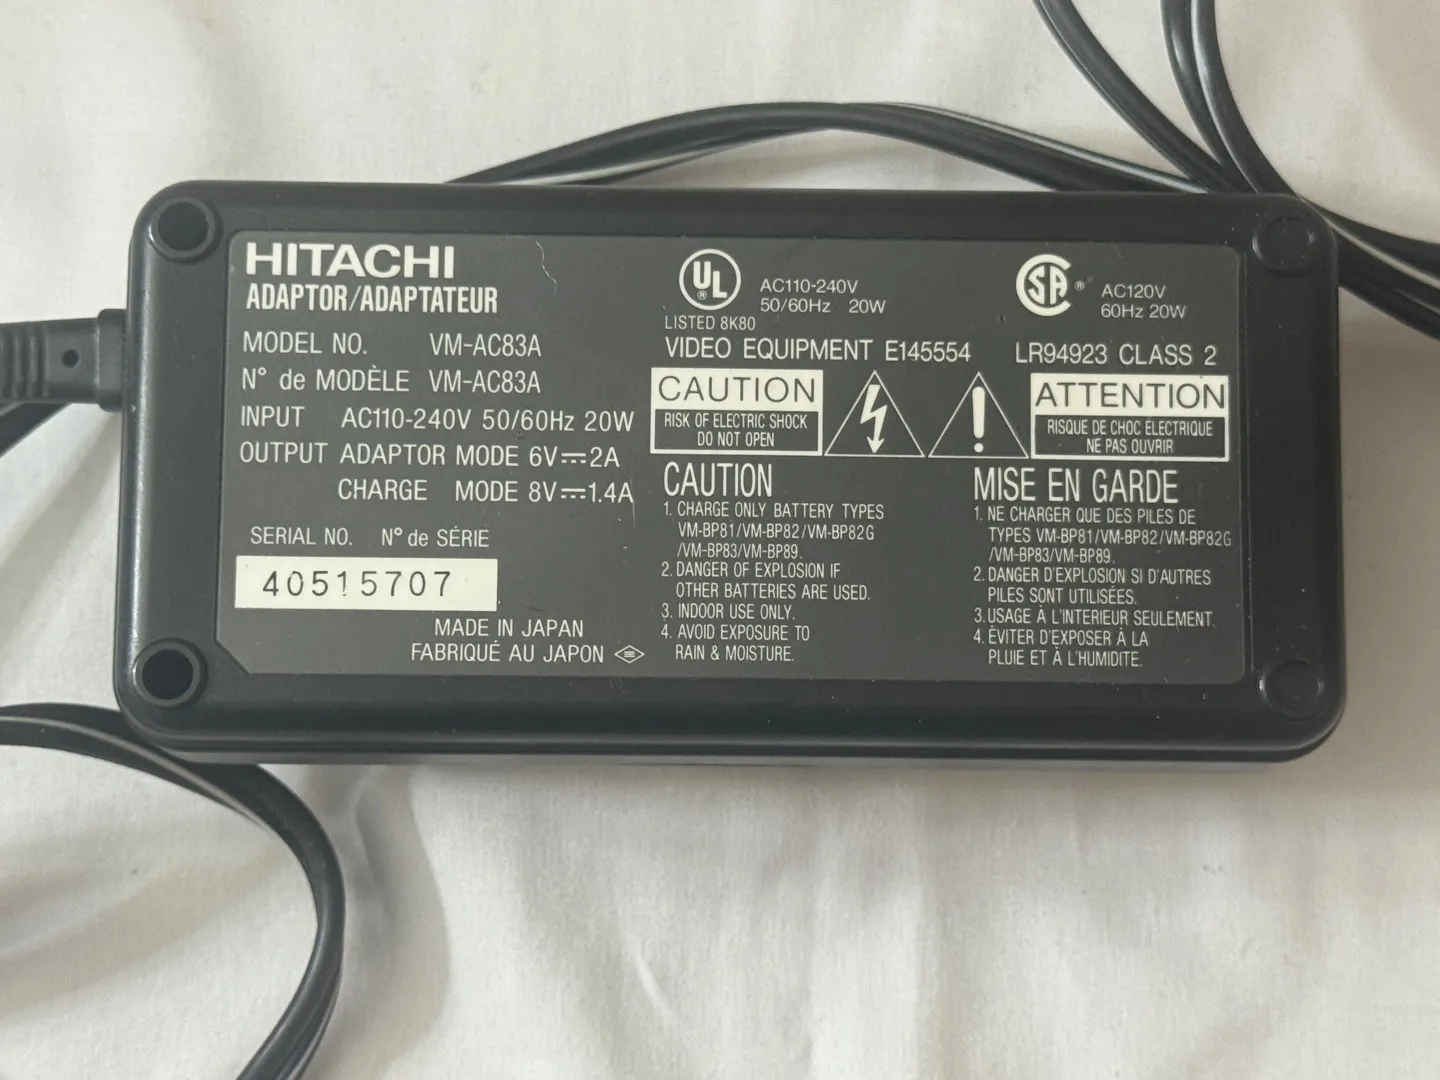 HITACHI
ADAPTOR/ADAPTATEUR
MODEL NO. VM-AC83A
N° de MODÈLE VM-AC83A
INPUT AC110-240V 50/60Hz 20W
OUTPUT ADAPTOR MODE 6V⎓2A
CHARGE MODE 8V⎓1.4A
SERIAL NO. N° de SÉRIE
40515707
MADE IN JAPAN
FABRIQUÉ AU JAPON
UL ®
AC110-240V
50/60Hz 20W
LISTED 8K80
VIDEO EQUIPMENT E145554
SA ®
AC120V
60Hz 20W
LR94923 CLASS 2
CAUTION
RISK OF ELECTRIC SHOCK
DO NOT OPEN
!
ATTENTION
RISQUE DE CHOC ELECTRIQUE
NE PAS OUVRIR
CAUTION
1. CHARGE ONLY BATTERY TYPES
VM-BP81/VM-BP82/VM-BP82G
/VM-BP83/VM-BP89.
2. DANGER OF EXPLOSION IF
OTHER BATTERIES ARE USED.
3. INDOOR USE ONLY.
4. AVOID EXPOSURE TO
RAIN & MOISTURE.
MISE EN GARDE
1. NE CHARGER QUE DES PILES DE
TYPES VM-BP81/VM-BP82/VM-BP82G
/VM-BP83/VM-BP89.
2. DANGER D'EXPLOSION SI D'AUTRES
PILES SONT UTILISÉES.
3. USAGE À L'INTERIEUR SEULEMENT.
4. ÉVITER D'EXPOSER À LA
PLUIE ET À L'HUMIDITE.